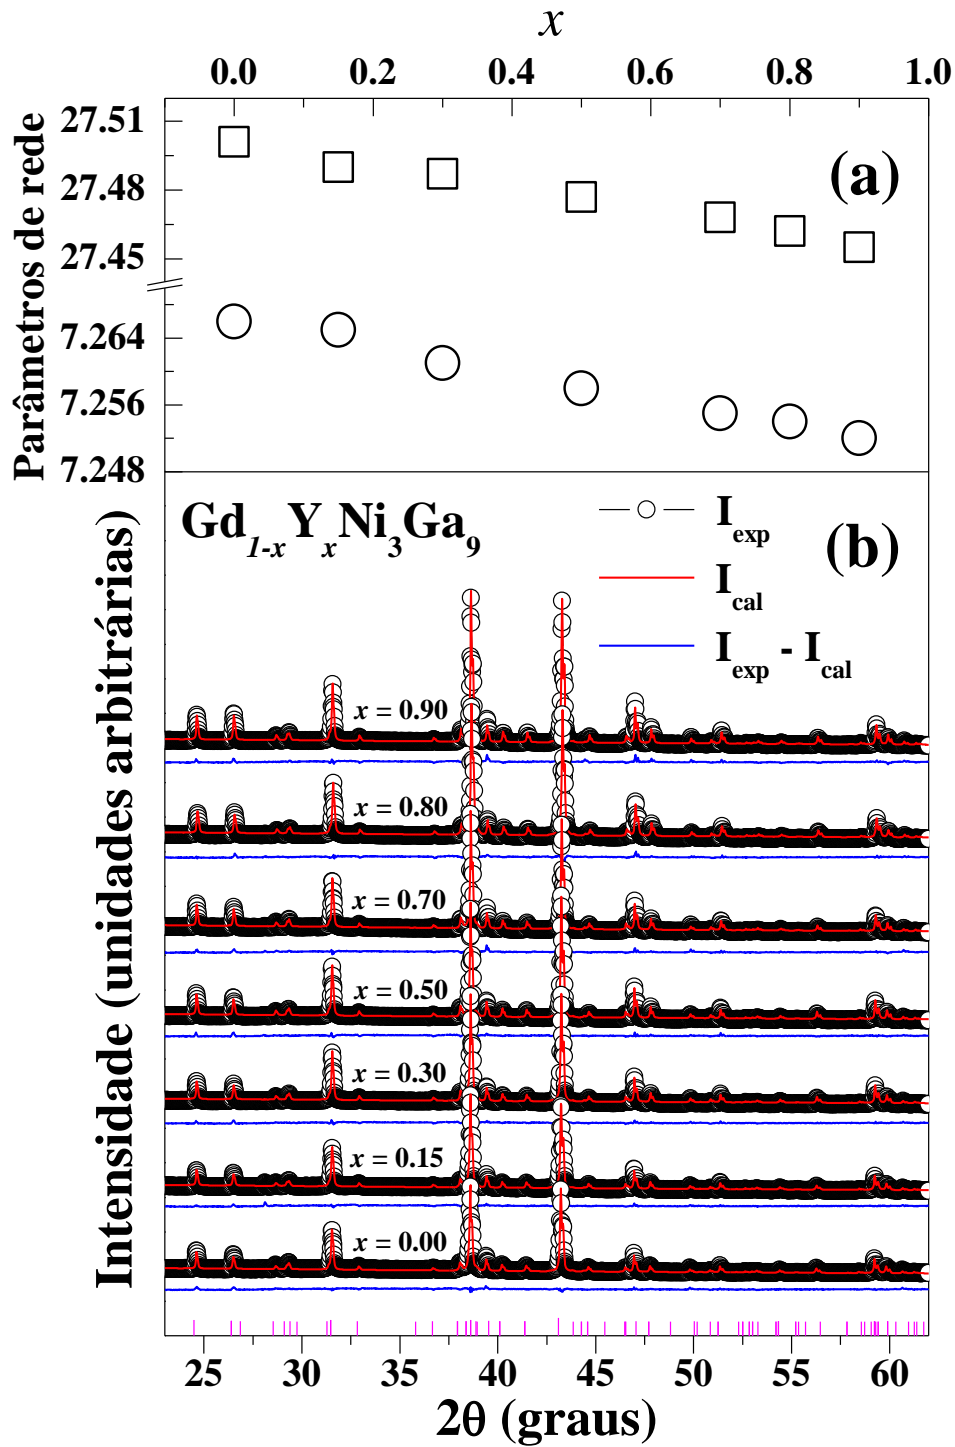 x
0.0 0.2 0.4 0.6 0.8 1.0
Parâmetros de rede
27.51
27.48
27.45
7.264
7.256
7.248
(a)
Gd1-xYxNi3Ga9
Iexp
Ical
Iexp - Ical
(b)
Intensidade (unidades arbitrárias)
x = 0.90
x = 0.80
x = 0.70
x = 0.50
x = 0.30
x = 0.15
x = 0.00
25 30 35 40 45 50 55 60
2θ (graus)